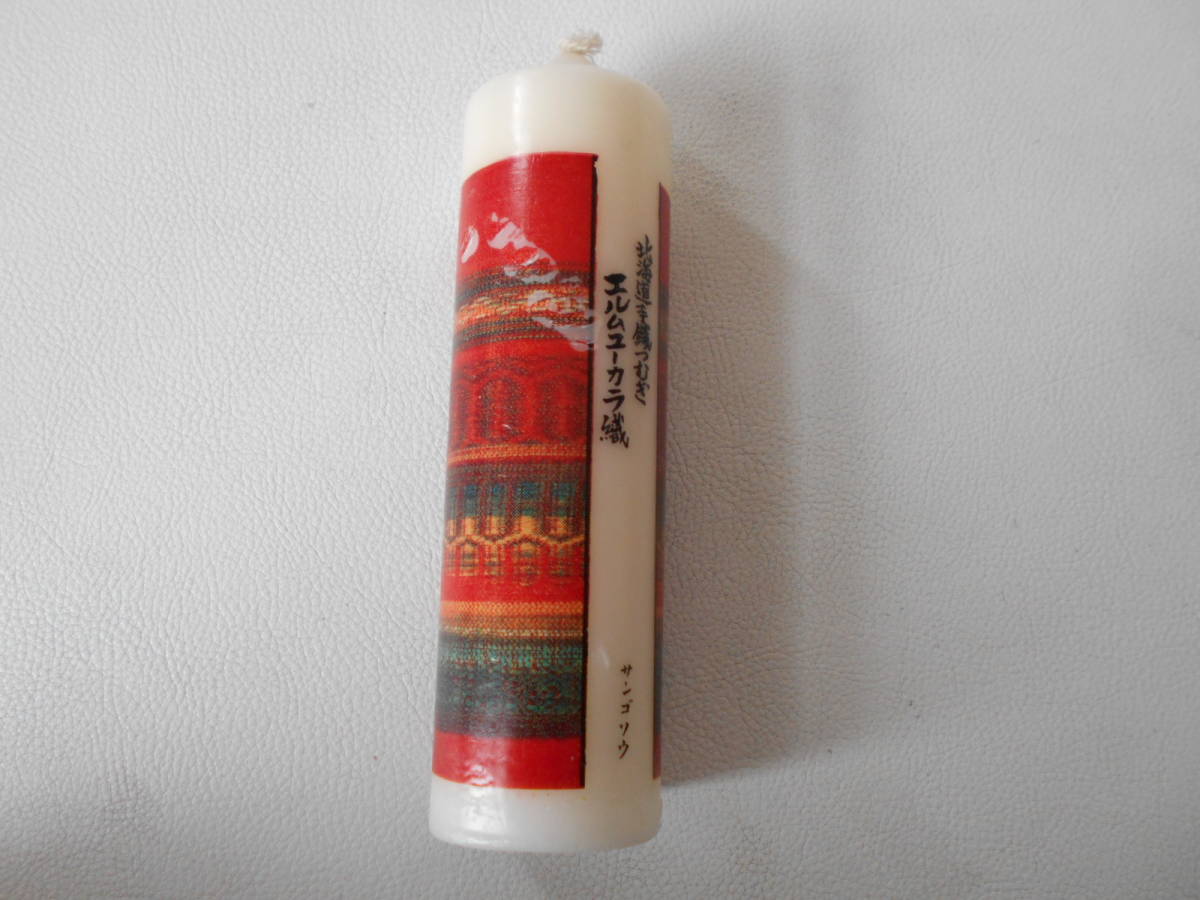 北海道手織つむぎ
エルムユーカラ織
サンゴソウ